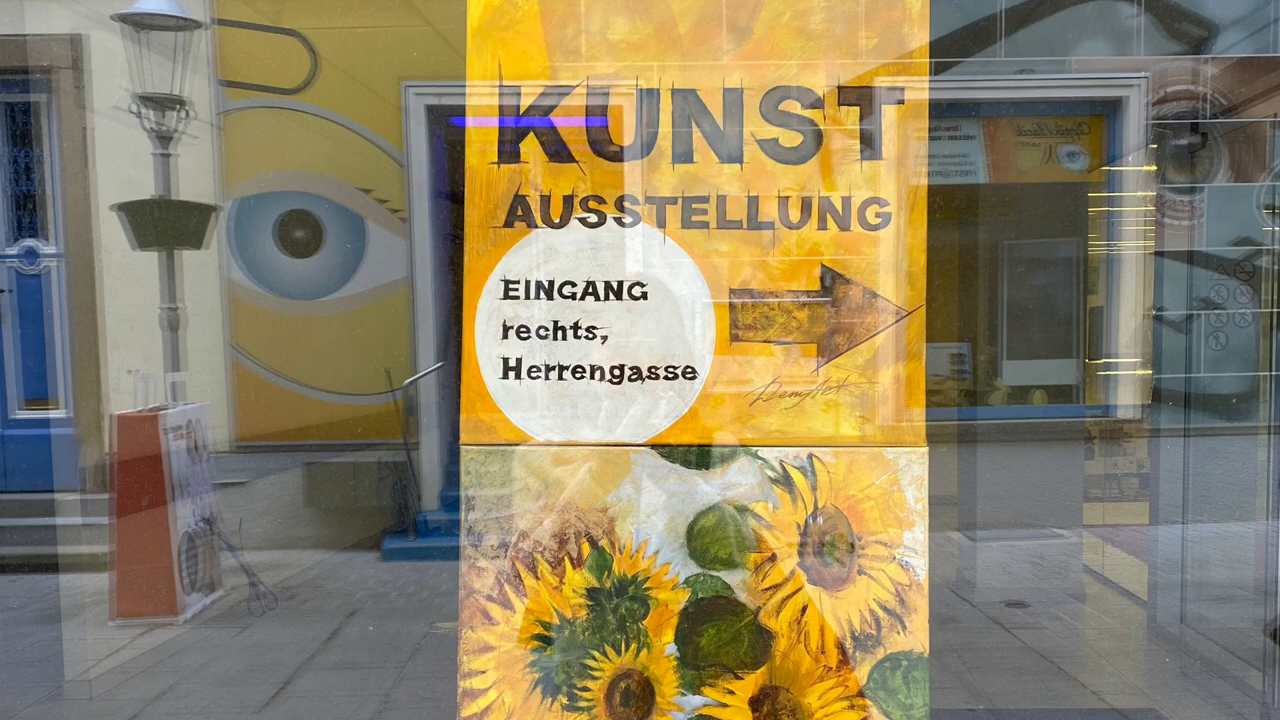 KUNST
AUSSTELLUNG
EINGANG
rechts,
Herrengasse